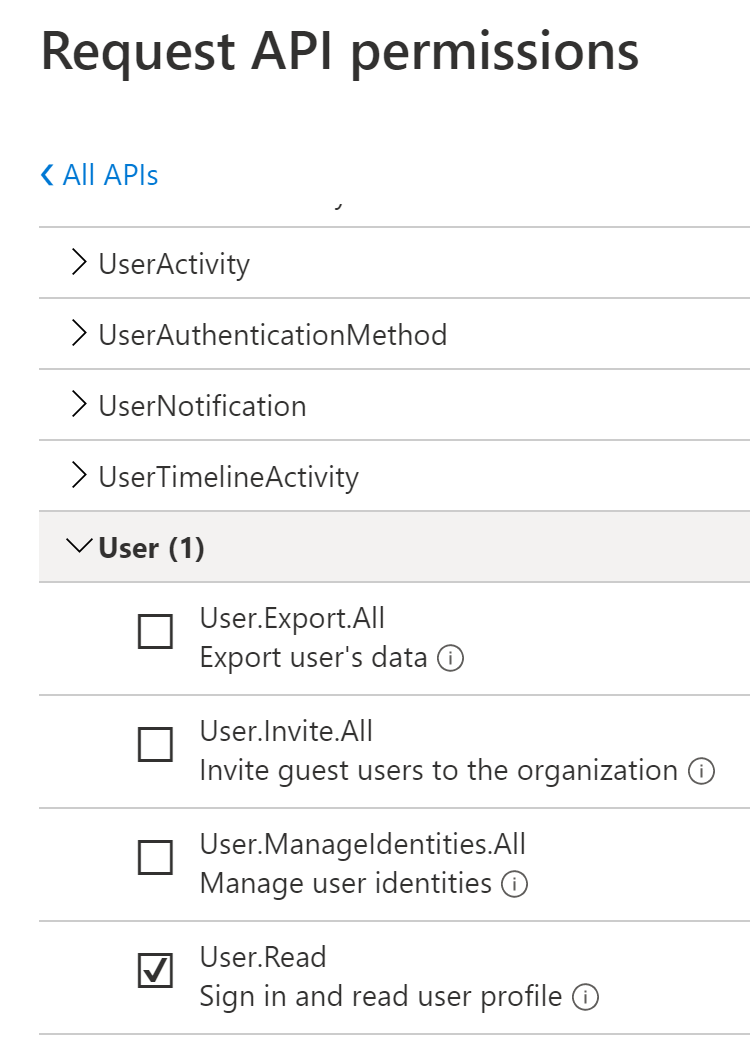 Request API permissions
All APIs
UserActivity
UserAuthenticationMethod
UserNotification
UserTimelineActivity
User (1)
User.Export.All
Export user's data
User.Invite.All
Invite guest users to the organization
User.ManageIdentities.All
Manage user identities
User.Read
Sign in and read user profile